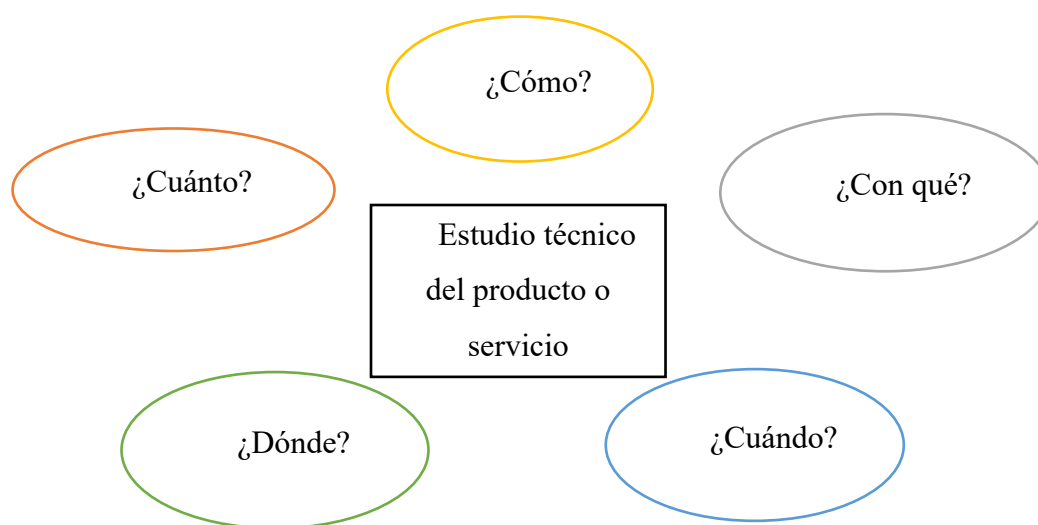 ¿Cómo?
¿Cuánto?
¿Con qué?
Estudio técnico
del producto o
servicio
¿Dónde?
¿Cuándo?